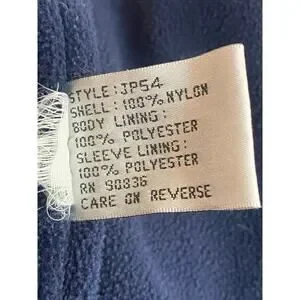 STYLE: JP54
SHELL: 100% NYLON
BODY LINING:
100% POLYESTER
SLEEVE LINING:
100% POLYESTER
RN 90836
CARE ON REVERSE